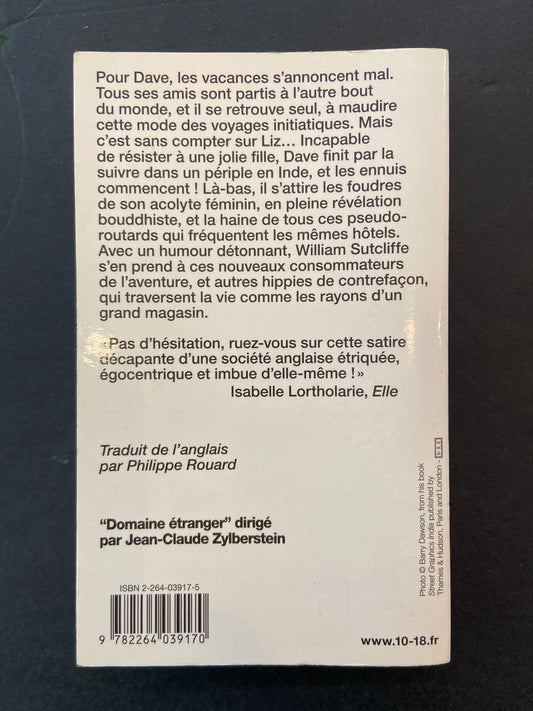 Pour Dave, les vacances s'annoncent mal.
Tous ses amis sont partis à l'autre bout
du monde, et il se retrouve seul, à maudire
cette mode des voyages initiatiques. Mais
c'est sans compter sur Liz... Incapable
de résister à une jolie fille, Dave finit par la
suivre dans un périple en Inde, et les ennuis
commencent ! Là-bas, il s'attire les foudres
de son acolyte féminin, en pleine révélation
bouddhiste, et la haine de tous ces pseudo-
routards qui fréquentent les mêmes hôtels.
Avec un humour détonnant, William Sutcliffe
s'en prend à ces nouveaux consommateurs
de l'aventure, et autres hippies de contrefaçon,
qui traversent la vie comme les rayons d'un
grand magasin.
«Pas d'hésitation, ruez-vous sur cette satire
décapante d'une société anglaise étriquée,
égocentrique et imbue d'elle-même !»
Isabelle Lortholarie, Elle
Traduit de l'anglais
par Philippe Rouard
"Domaine étranger" dirigé
par Jean-Claude Zylberstein
ISBN 2-264-03917-5
9 782264 039170
www.10-18.fr
Photo © Barry Dawson, from his book
Street Graphics India published by
Thames & Hudson, Paris and London -